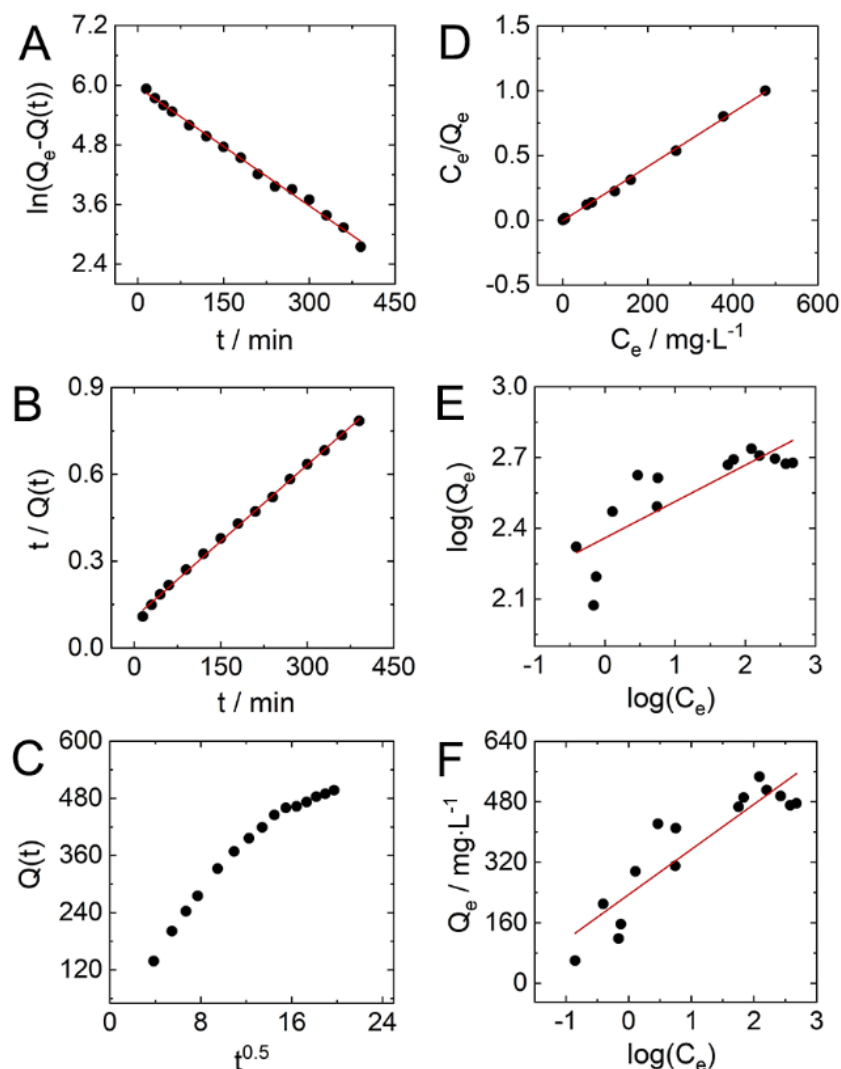 A
7.2
6.0
4.8
3.6
2.4
ln(Qₑ-Q(t))
0 150 300 450
t / min
D
1.5
1.0
0.5
0.0
-0.5
Cₑ/Qₑ
0 200 400 600
Cₑ / mg·L⁻¹
B
0.9
0.6
0.3
0.0
t / Q(t)
0 150 300 450
t / min
E
3.0
2.7
2.4
2.1
log(Qₑ)
-1 0 1 2 3
log(Cₑ)
C
600
480
360
240
120
Q(t)
0 8 16 24
t⁰·⁵
F
640
480
320
160
0
Qₑ / mg·L⁻¹
-1 0 1 2 3
log(Cₑ)